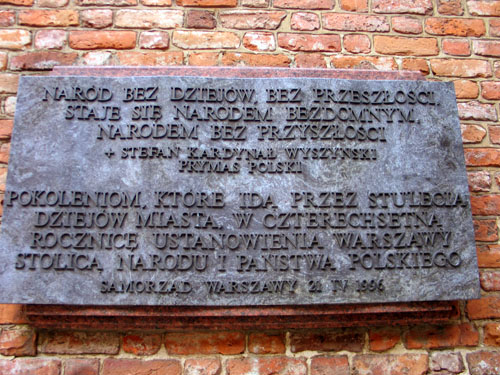 NARÓD BEZ DZIEJÓW, BEZ PRZESZŁOŚCI,
STAJE SIĘ NARODEM BEZDOMNYM,
NARODEM BEZ PRZYSZŁOŚCI
+ STEFAN KARDYNAŁ WYSZYŃSKI
PRYMAS POLSKI
POKOLENIOM, KTÓRE IDĄ PRZEZ STULECZA
DZIEJÓW MIASTA, W CZTERECHSETNĄ
ROCZNICĘ USTANOWIENIA WARSZAWY
STOLICĄ NARODU I PAŃSTWA POLSKIEGO
SAMORZĄD WARSZAWY 21 IV 1996